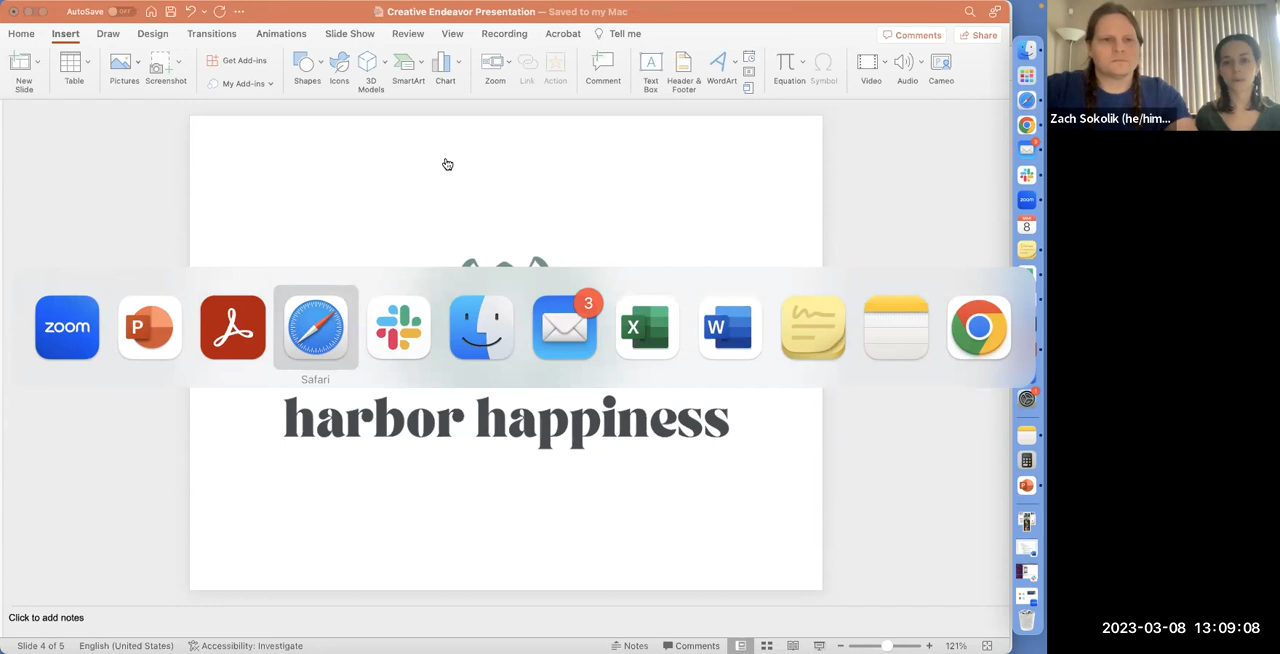 AutoSave OFF Creative Endeavor Presentation — Saved to my Mac
Home Insert Draw Design Transitions Animations Slide Show Review View Recording Acrobat Tell me Comments Share
New Slide Table Pictures Screenshot Get Add-ins My Add-ins Shapes Icons 3D Models SmartArt Chart Zoom Link Action Comment Text Box Header & Footer WordArt Equation Symbol Video Audio Cameo
Zach Sokolik (he/him...
zoom
8
zoom P 3 X W
Safari
harbor happiness
Click to add notes
Slide 4 of 5 English (United States) Accessibility: Investigate Notes Comments 121%
2023-03-08 13:09:08